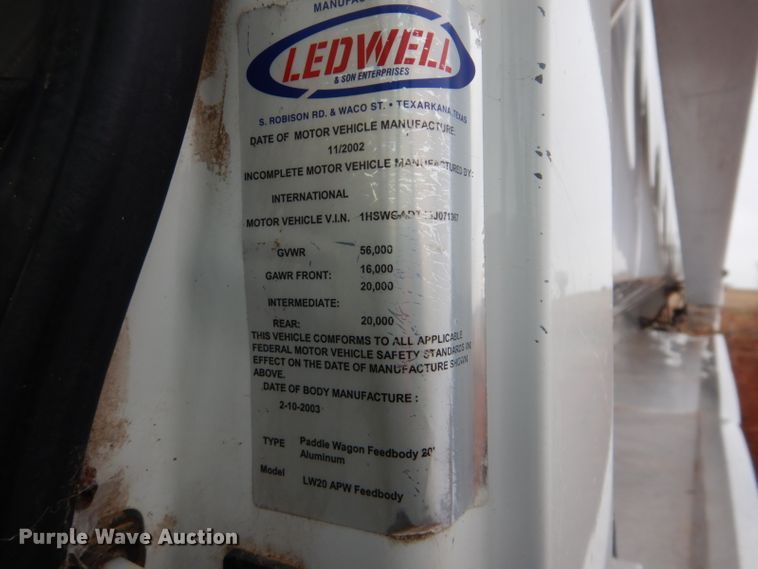 LEDWELL
& SON ENTERPRISES
S. ROBISON RD. & WACO ST. • TEXARKANA, TEXAS
DATE OF MOTOR VEHICLE MANUFACTURE:
11/2002
INCOMPLETE MOTOR VEHICLE MANUFACTURED BY:
INTERNATIONAL
MOTOR VEHICLE V.I.N.
GVWR 56,000
GAWR FRONT: 16,000
20,000
INTERMEDIATE:
REAR: 20,000
THIS VEHICLE COMFORMS TO ALL APPLICABLE
FEDERAL MOTOR VEHICLE SAFETY STANDARDS IN
EFFECT ON THE DATE OF MANUFACTURE SHOWN
ABOVE.
DATE OF BODY MANUFACTURE :
2-10-2003
TYPE Paddle Wagon Feedbody 20'
Aluminum
Model LW20 APW Feedbody
Purple Wave Auction